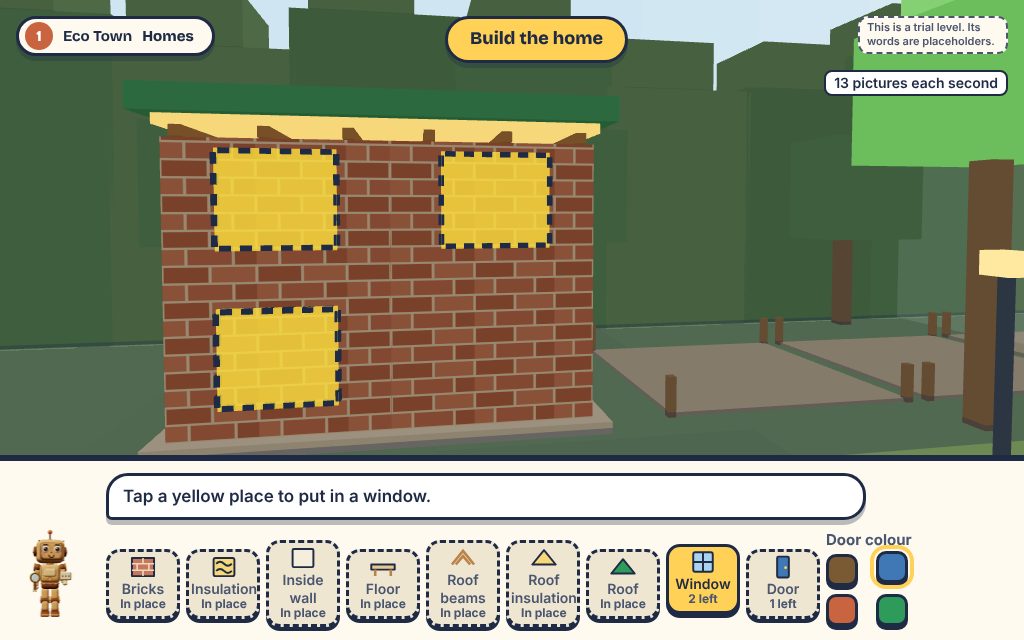 1 Eco Town Homes
Build the home
This is a trial level. Its
words are placeholders.
13 pictures each second
Tap a yellow place to put in a window.
Door colour
Bricks
In place
Insulation
In place
Inside
wall
In place
Floor
In place
Roof
beams
In place
Roof
insulation
In place
Roof
In place
Window
2 left
Door
1 left